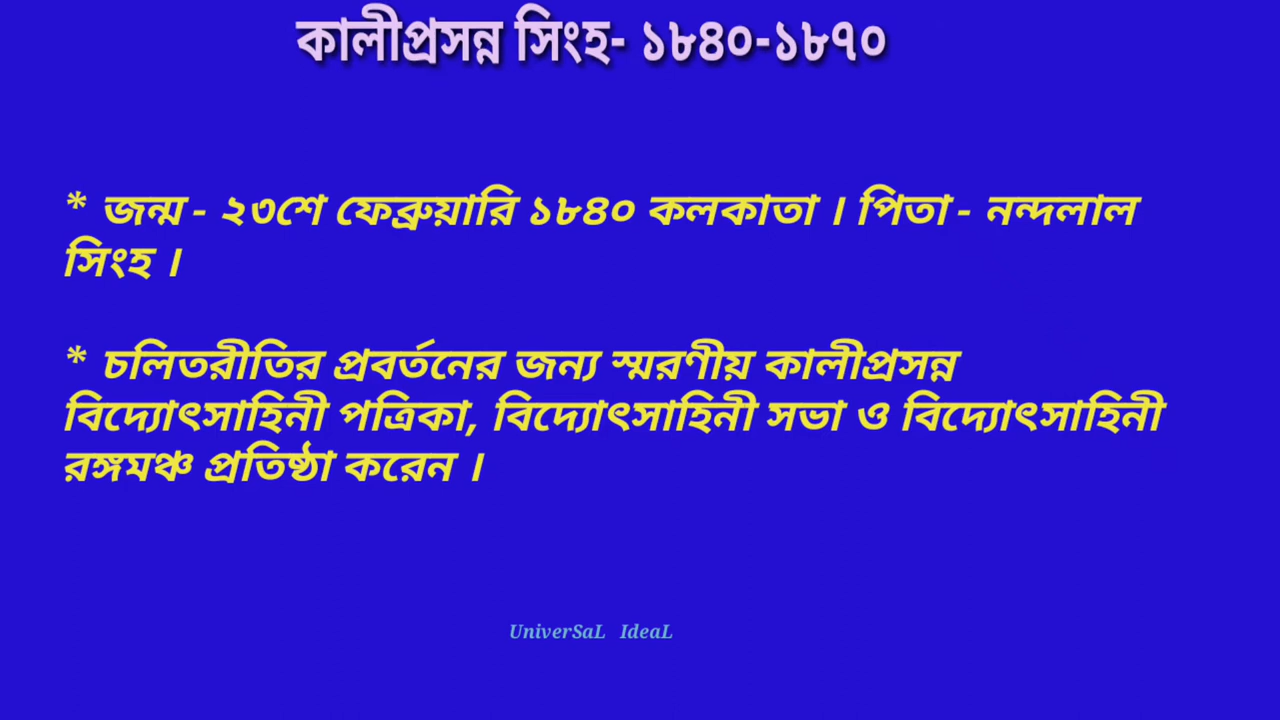 কালীপ্রসন্ন সিংহ- ১৮৪০-১৮৭০
* জন্ম - ২৩শে ফেব্রুয়ারি ১৮৪০ কলকাতা । পিতা - নন্দলাল
সিংহ ।
* চলিতরীতির প্রবর্তনের জন্য স্মরণীয় কালীপ্রসন্ন
বিদ্যোৎসাহিনী পত্রিকা, বিদ্যোৎসাহিনী সভা ও বিদ্যোৎসাহিনী
রঙ্গমঞ্চ প্রতিষ্ঠা করেন ।
UniverSaL IdeaL